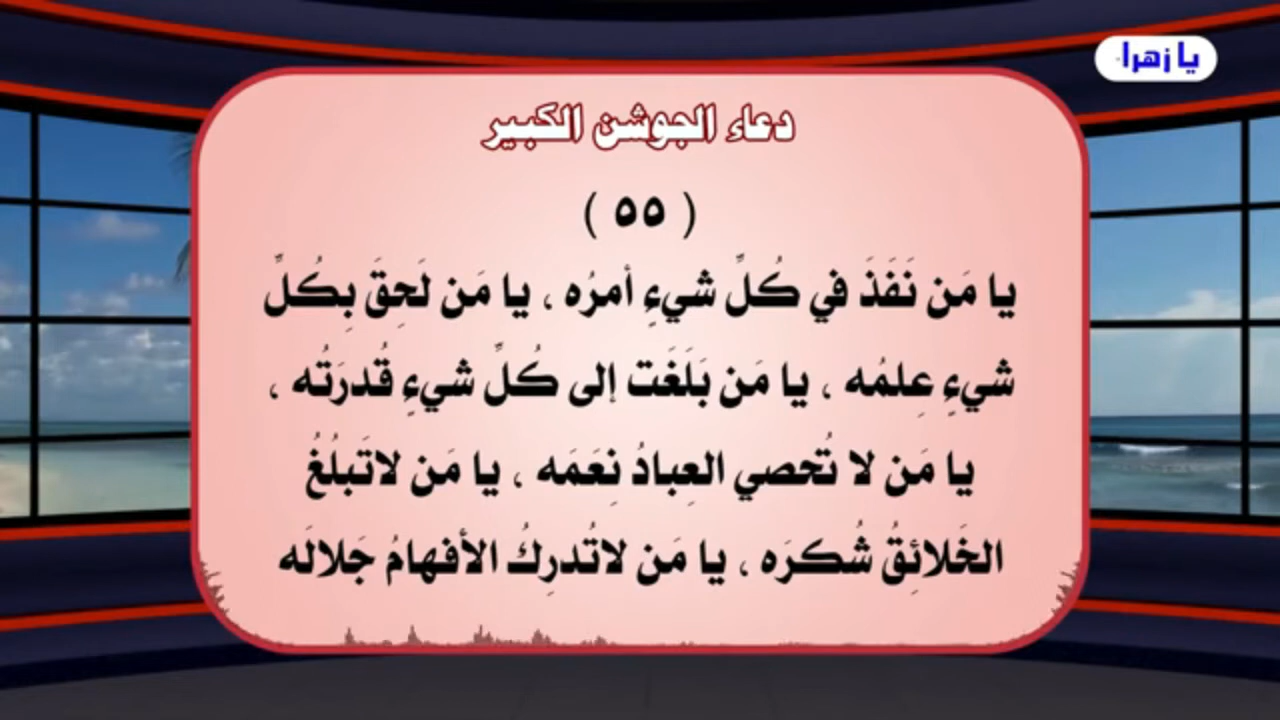 يا زهرا
دعاء الجوشن الكبير
( ٥٥ )
يا مَن نَفَذَ في كُلِّ شيءٍ أمرُه ، يا مَن لَحِقَ بِكُلِّ
شيءٍ عِلمُه ، يا مَن بَلَغَت إلى كُلِّ شيءٍ قُدرَتُه ،
يا مَن لا تُحصي العِبادُ نِعَمَه ، يا مَن لاتَبلُغُ
الخَلائِقُ شُكرَه ، يا مَن لاتُدرِكُ الأفهامُ جَلالَه